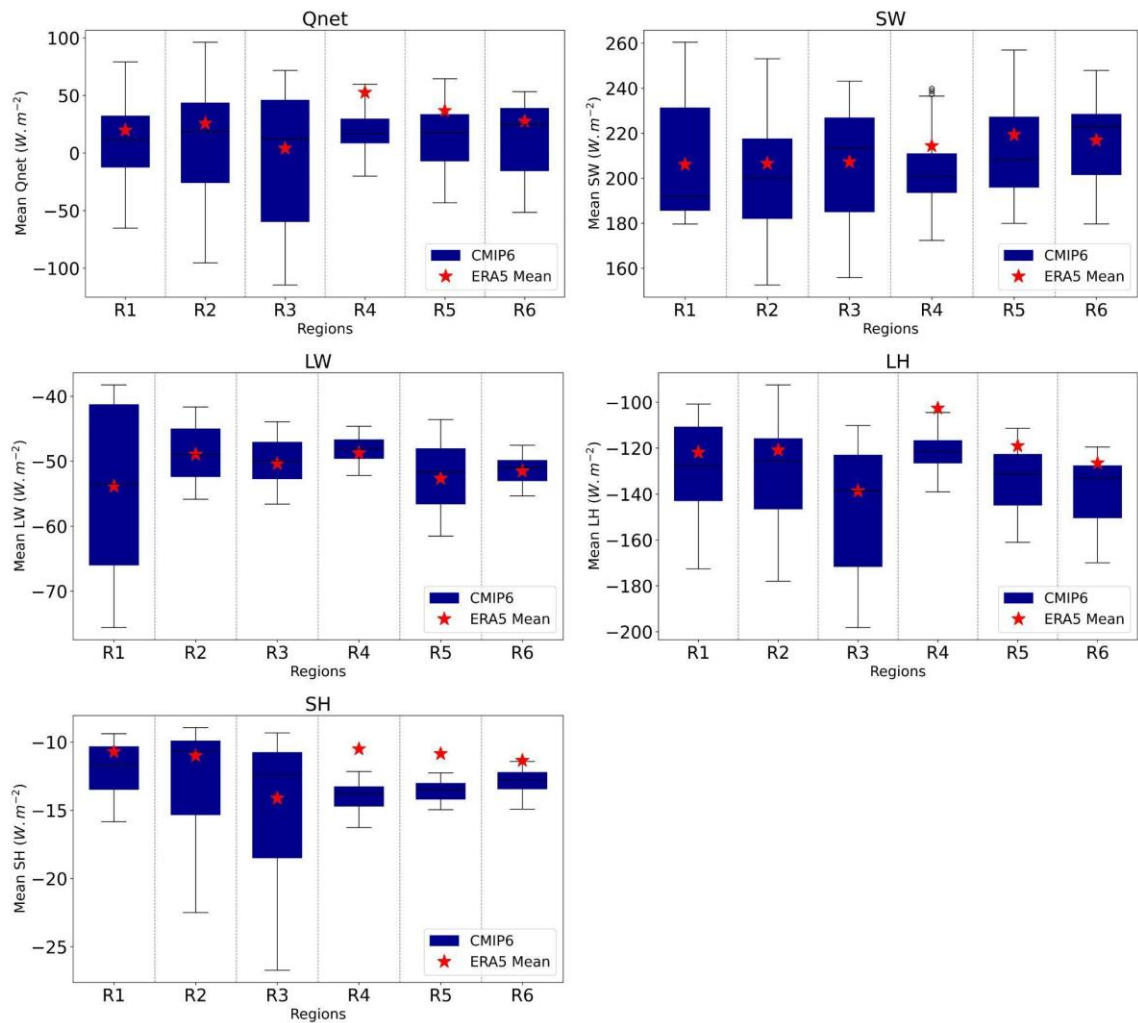 Qnet
Mean Qnet (W.m⁻²)
100
50
0
−50
−100
CMIP6
ERA5 Mean
R1 R2 R3 R4 R5 R6
Regions
SW
Mean SW (W.m⁻²)
260
240
220
200
180
160
CMIP6
ERA5 Mean
R1 R2 R3 R4 R5 R6
Regions
LW
Mean LW (W.m⁻²)
−40
−50
−60
−70
CMIP6
ERA5 Mean
R1 R2 R3 R4 R5 R6
Regions
LH
Mean LH (W.m⁻²)
−100
−120
−140
−160
−180
−200
CMIP6
ERA5 Mean
R1 R2 R3 R4 R5 R6
Regions
SH
Mean SH (W.m⁻²)
−10
−15
−20
−25
CMIP6
ERA5 Mean
R1 R2 R3 R4 R5 R6
Regions